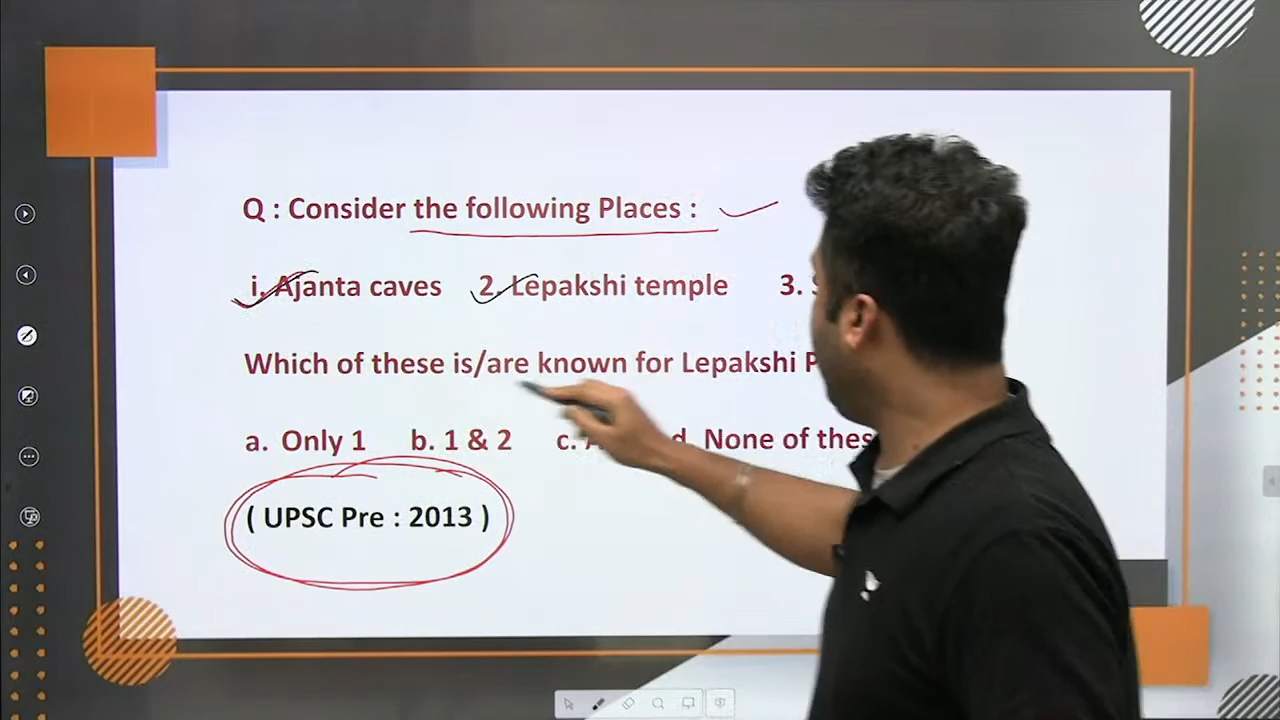 Q : Consider the following Places :
i. Ajanta caves 2. Lepakshi temple 3.
Which of these is/are known for Lepakshi
a. Only 1 b. 1 & 2 c. d. None of
( UPSC Pre : 2013 )